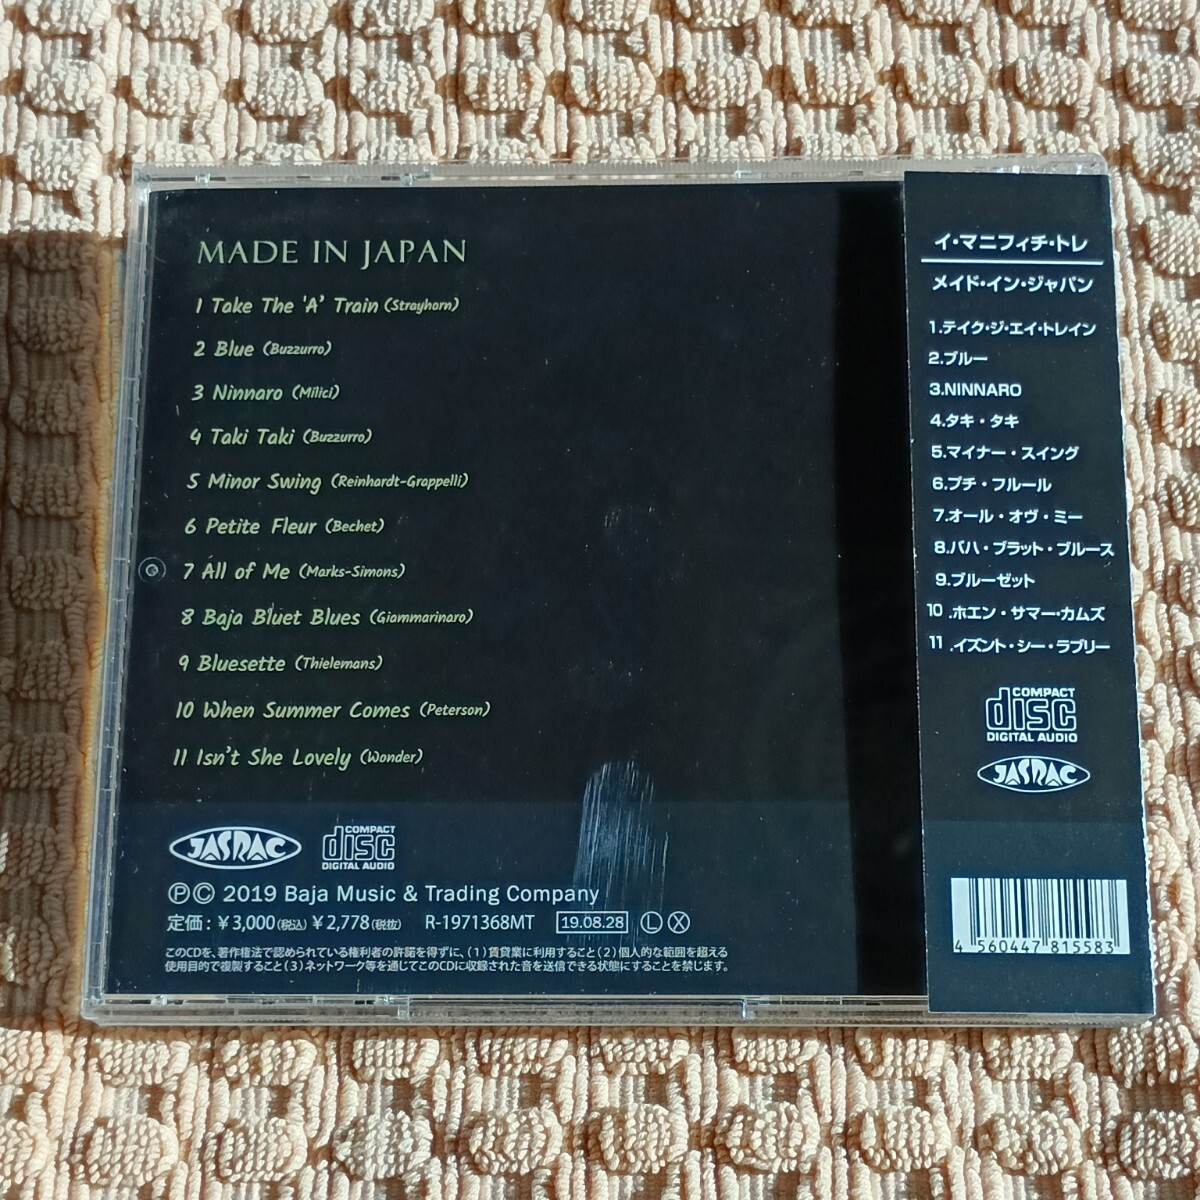 MADE IN JAPAN
1 Take The 'A' Train (Strayhorn)
2 Blue (Buzzurro)
3 Ninnaro (Milici)
4 Taki Taki (Buzzurro)
5 Minor Swing (Reinhardt-Grappelli)
6 Petite Fleur (Bechet)
7 All of Me (Marks-Simons)
8 Baja Bluet Blues (Giammarinaro)
9 Bluesette (Thielemans)
10 When Summer Comes (Peterson)
11 Isn't She Lovely (Wonder)
JASRAC
COMPACT
disc
DIGITAL AUDIO
Ⓟ© 2019 Baja Music & Trading Company
定価：¥3,000(税込) ¥2,778(税抜) R-1971368MT 19.08.28 Ⓛ Ⓧ
このCDを、著作権法で認められている権利者の許諾を得ずに、(1)賃貸業に利用すること(2)個人的な範囲を超える
使用目的で複製すること(3)ネットワーク等を通じてこのCDに収録された音を送信できる状態にすることを禁じます。
イ・マニフィチ・トレ
メイド・イン・ジャパン
1.テイク・ジ・エイ・トレイン
2.ブルー
3.NINNARO
4.タキ・タキ
5.マイナー・スイング
6.プチ・フルール
7.オール・オヴ・ミー
8.バハ・ブラット・ブルース
9.ブルーゼット
10.ホエン・サマー・カムズ
11.イズント・シー・ラブリー
COMPACT
disc
DIGITAL AUDIO
JASRAC
4 560447 815583